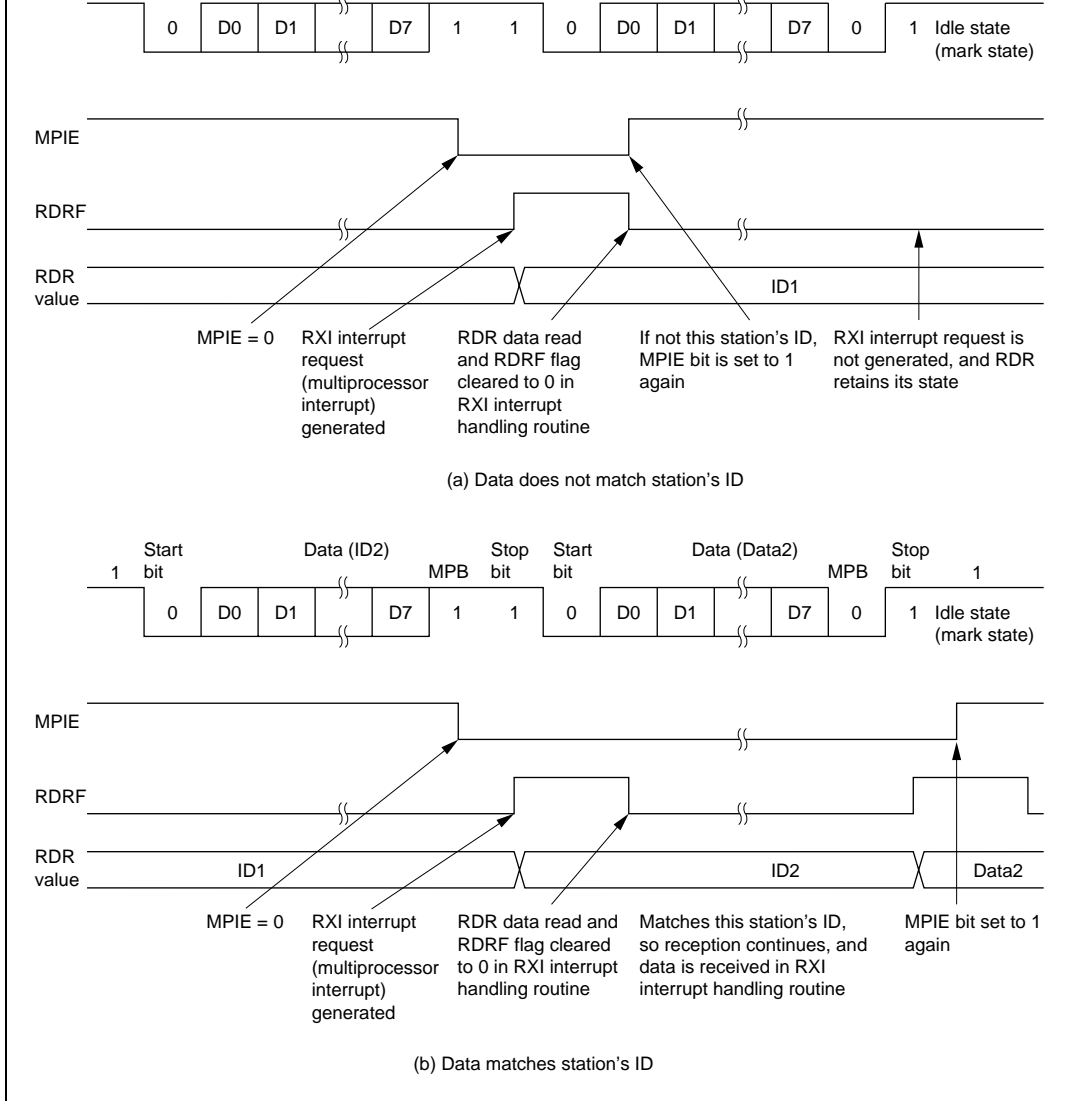 0 D0 D1 D7 1 1 0 D0 D1 D7 0 1 Idle state
(mark state)
MPIE
RDRF
RDR
value
ID1
MPIE = 0
RXI interrupt
request
(multiprocessor
interrupt)
generated
RDR data read
and RDRF flag
cleared to 0 in
RXI interrupt
handling routine
If not this station's ID,
MPIE bit is set to 1
again
RXI interrupt request is
not generated, and RDR
retains its state
(a) Data does not match station's ID
1
Start
bit
Data (ID2)
MPB
Stop
bit
Start
bit
Data (Data2)
MPB
Stop
bit
1
0 D0 D1 D7 1 1 0 D0 D1 D7 0 1 Idle state
(mark state)
MPIE
RDRF
RDR
value
ID1
ID2
Data2
MPIE = 0
RXI interrupt
request
(multiprocessor
interrupt)
generated
RDR data read and
RDRF flag cleared
to 0 in RXI interrupt
handling routine
Matches this station's ID,
so reception continues, and
data is received in RXI
interrupt handling routine
MPIE bit set to 1
again
(b) Data matches station's ID